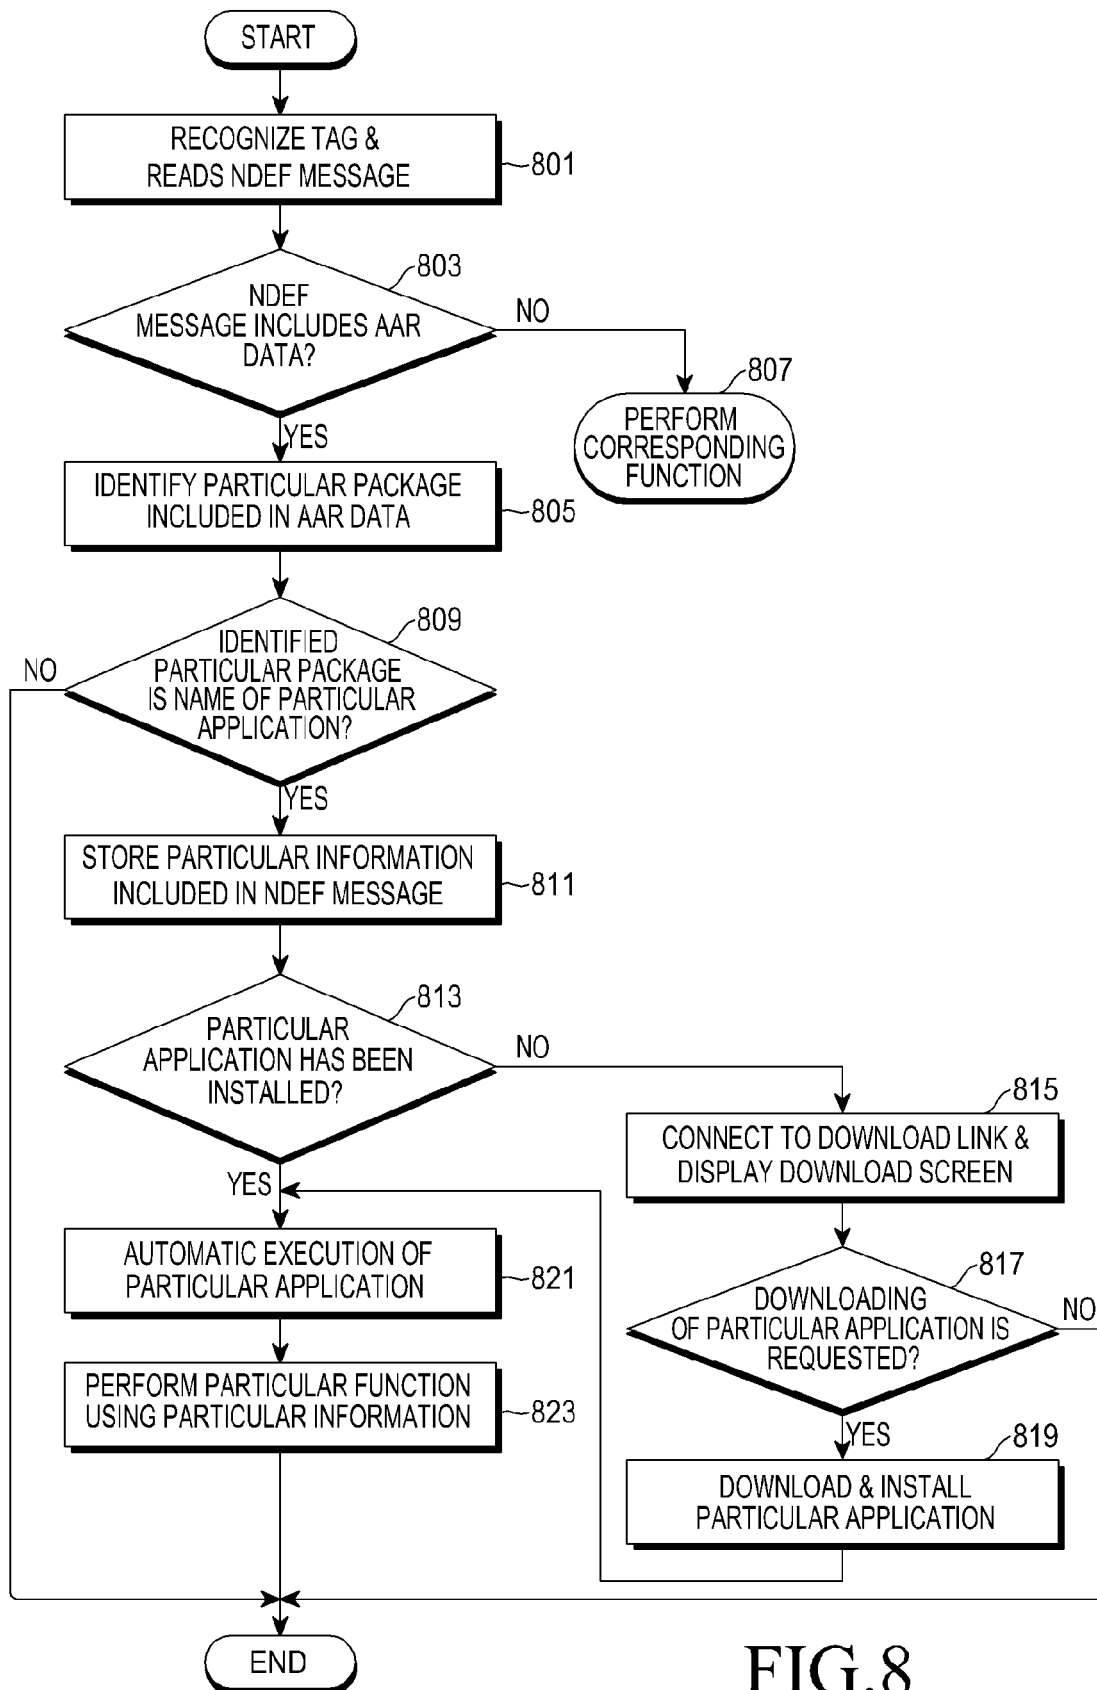 START
RECOGNIZE TAG &
READS NDEF MESSAGE
801
803
NDEF
MESSAGE INCLUDES AAR
DATA?
NO
YES
807
PERFORM
CORRESPONDING
FUNCTION
IDENTIFY PARTICULAR PACKAGE
INCLUDED IN AAR DATA
805
809
IDENTIFIED
PARTICULAR PACKAGE
IS NAME OF PARTICULAR
APPLICATION?
NO
YES
STORE PARTICULAR INFORMATION
INCLUDED IN NDEF MESSAGE
811
813
PARTICULAR
APPLICATION HAS BEEN
INSTALLED?
NO
YES
815
CONNECT TO DOWNLOAD LINK &
DISPLAY DOWNLOAD SCREEN
AUTOMATIC EXECUTION OF
PARTICULAR APPLICATION
821
817
DOWNLOADING
OF PARTICULAR APPLICATION IS
REQUESTED?
NO
YES
PERFORM PARTICULAR FUNCTION
USING PARTICULAR INFORMATION
823
819
DOWNLOAD & INSTALL
PARTICULAR APPLICATION
END
FIG.8